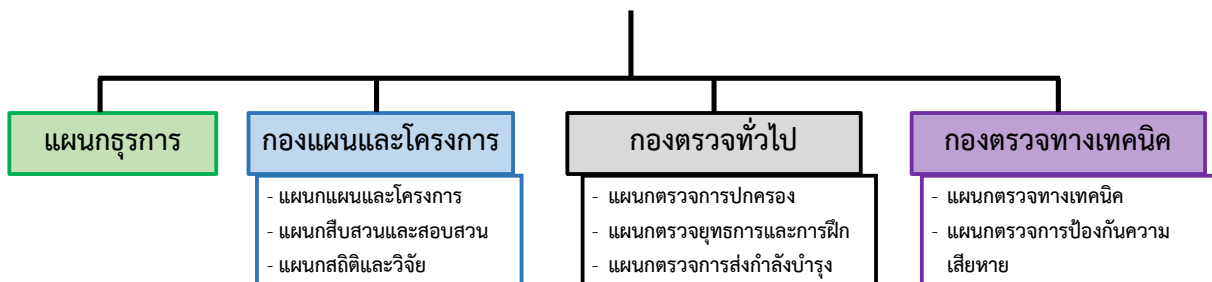 แผนกธุรการ
กองแผนและโครงการ
- แผนกแผนและโครงการ
- แผนกสืบสวนและสอบสวน
- แผนกสถิติและวิจัย
กองตรวจทั่วไป
- แผนกตรวจการปกครอง
- แผนกตรวจยุทธการและการฝึก
- แผนกตรวจการส่งกำลังบำรุง
กองตรวจทางเทคนิค
- แผนกตรวจทางเทคนิค
- แผนกตรวจการป้องกันความ
เสียหาย